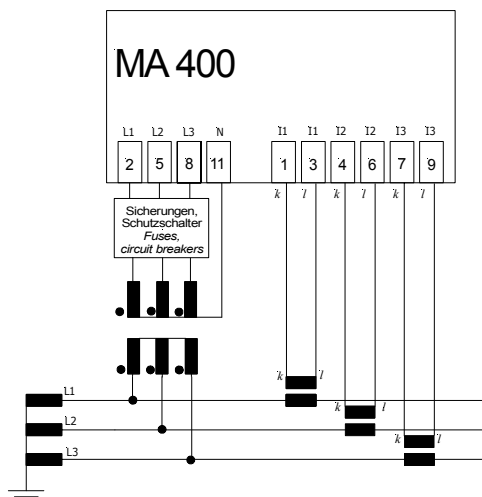 MA 400
L1 L2 L3 N I1 I1 I2 I2 I3 I3
2 5 8 11 1 3 4 6 7 9
k l k l k l
Sicherungen,
Schutzschalter
Fuses,
circuit breakers
k l
L1
k l
L2
k l
L3